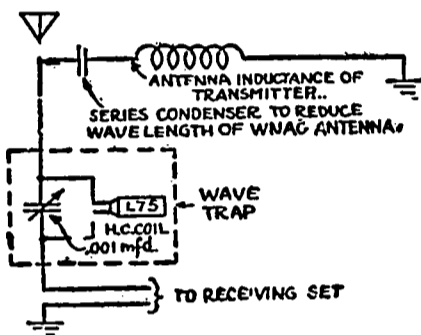 ANTENNA INDUCTANCE OF
TRANSMITTER..
SERIES CONDENSER TO REDUCE
WAVE LENGTH OF WNAC ANTENNA.
L75
WAVE
TRAP
H.C.COIL
.001 mfd.
TO RECEIVING SET